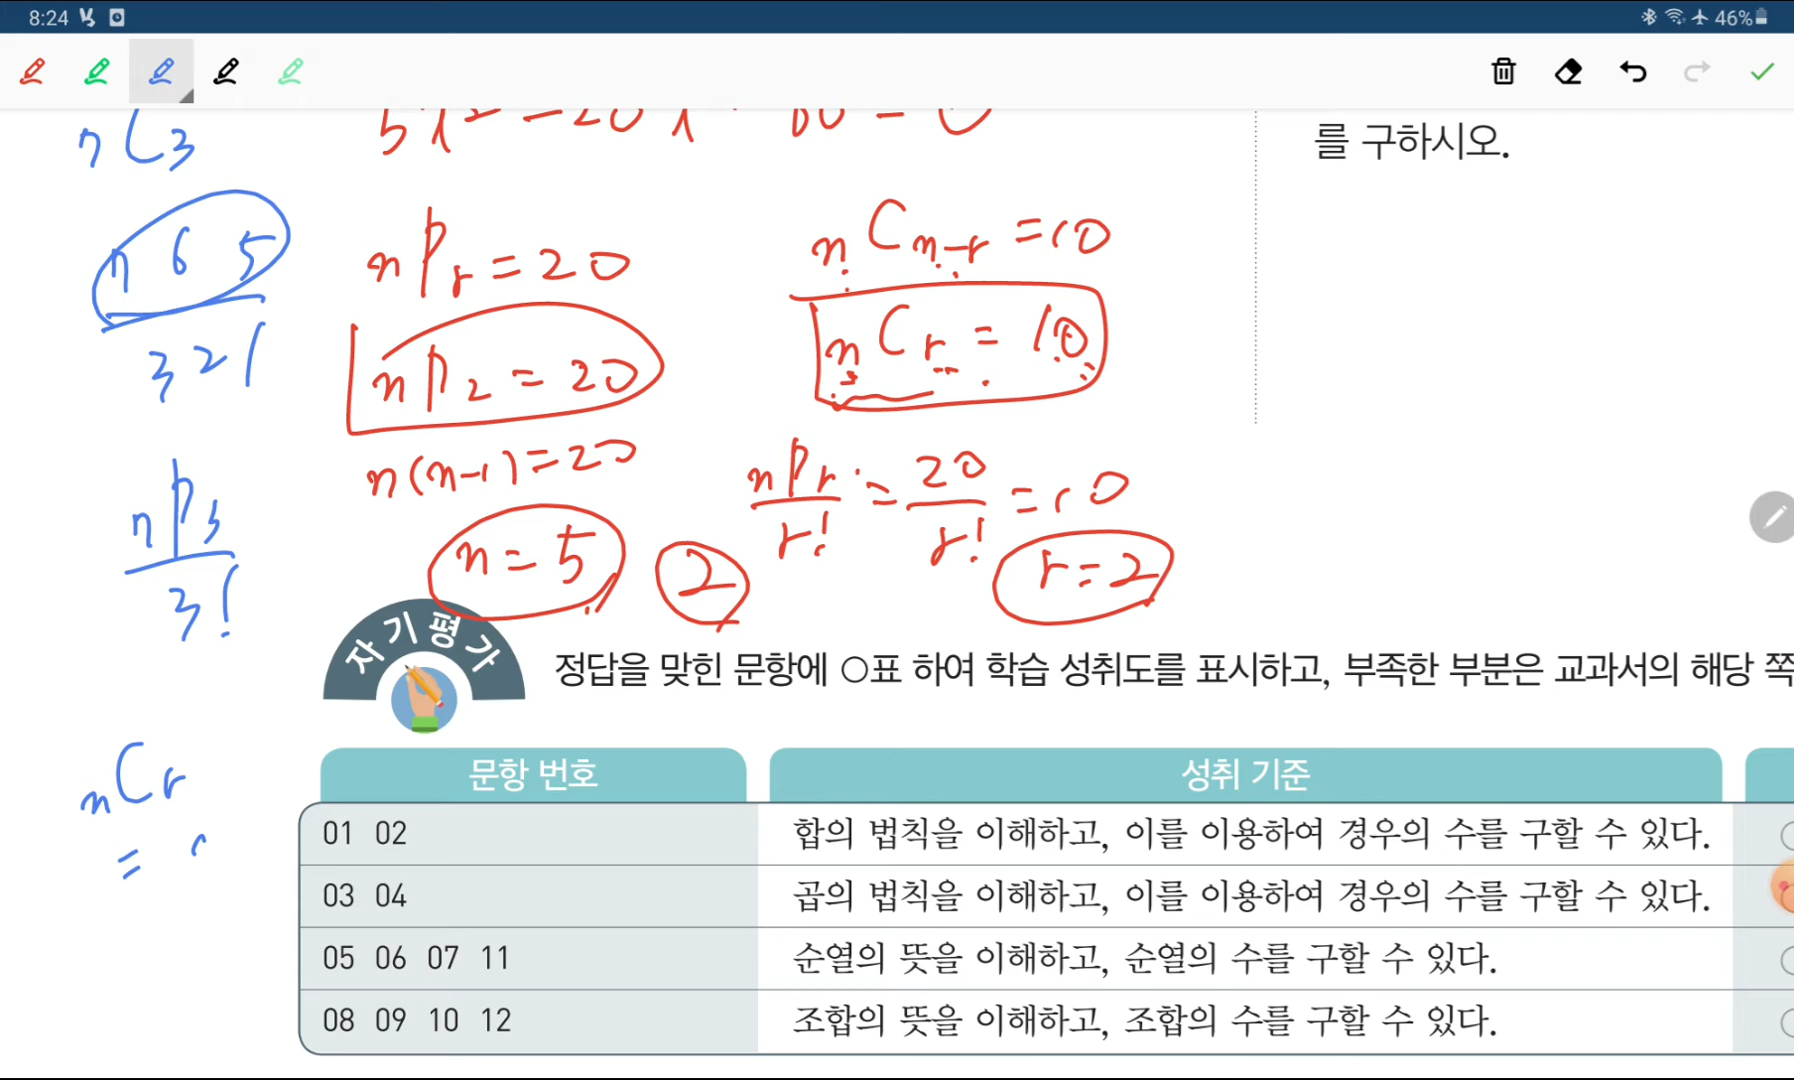 8:24
46%
를 구하시오.
₇C₃
7 6 5
3 2 1
₇P₃
3!
ₙCᵣ
=
ₙPᵣ = 20
ₙP₂ = 20
n(n-1) = 20
n = 5
2
ₙCₙ₋ᵣ = 10
ₙCᵣ = 10
ₙPᵣ / r! = 20 / r! = 10
r = 2
자기평가
정답을 맞힌 문항에 ○표 하여 학습 성취도를 표시하고, 부족한 부분은 교과서의 해당 쪽
문항 번호 성취 기준
01 02 합의 법칙을 이해하고, 이를 이용하여 경우의 수를 구할 수 있다.
03 04 곱의 법칙을 이해하고, 이를 이용하여 경우의 수를 구할 수 있다.
05 06 07 11 순열의 뜻을 이해하고, 순열의 수를 구할 수 있다.
08 09 10 12 조합의 뜻을 이해하고, 조합의 수를 구할 수 있다.